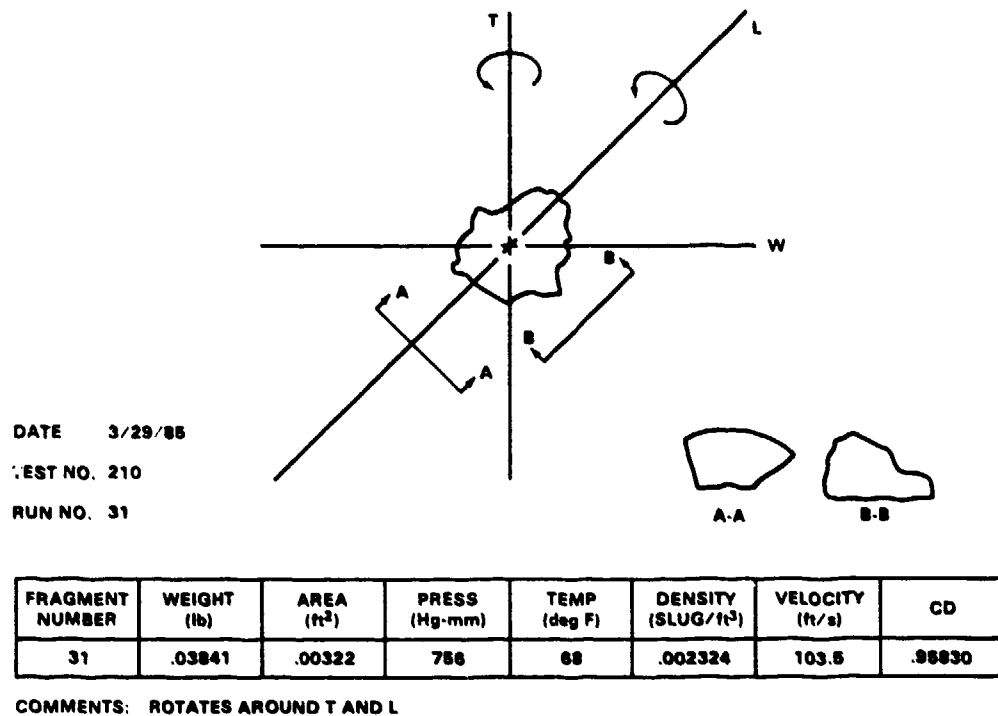 T
L
W
B
A
B
A
DATE 3/29/85
TEST NO. 210
RUN NO. 31
A-A B-B
FRAGMENT NUMBER WEIGHT (lb) AREA (ft²) PRESS (Hg-mm) TEMP (deg F) DENSITY (SLUG/ft³) VELOCITY (ft/s) CD
31 .03841 .00322 756 68 .002324 103.5 .95830
COMMENTS: ROTATES AROUND T AND L